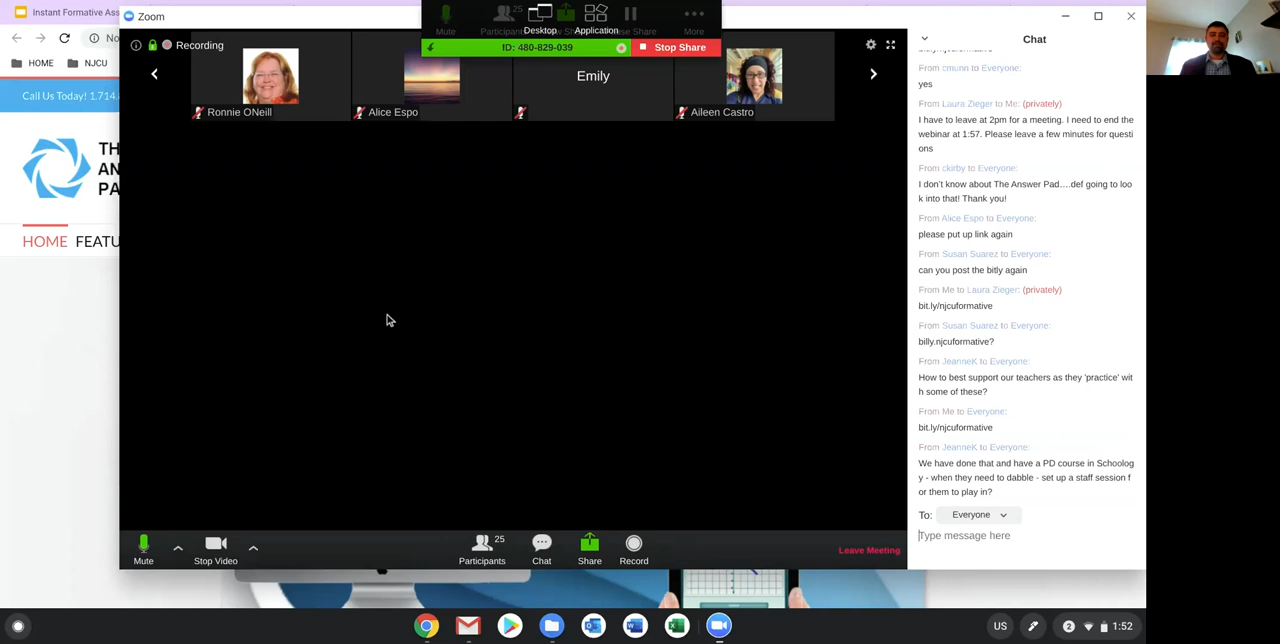 Instant Formative Ass
No
HOME NJCU
Call Us Today! 1.714.
TH
AN
PA
HOME FEATU
Zoom
Mute
Participants 25
Desktop
Application
More
ID: 480-829-039
Stop Share
Recording
Ronnie ONeill
Alice Espo
Emily
Aileen Castro
Chat
From cmunn to Everyone:
yes
From Laura Zieger to Me: (privately)
I have to leave at 2pm for a meeting. I need to end the
webinar at 1:57. Please leave a few minutes for questi
ons
From ckirby to Everyone:
I don't know about The Answer Pad....def going to loo
k into that! Thank you!
From Alice Espo to Everyone:
please put up link again
From Susan Suarez to Everyone:
can you post the bitly again
From Me to Laura Zieger: (privately)
bit.ly/njcuformative
From Susan Suarez to Everyone:
billy.njcuformative?
From JeanneK to Everyone:
How to best support our teachers as they 'practice' wit
h some of these?
From Me to Everyone:
bit.ly/njcuformative
From JeanneK to Everyone:
We have done that and have a PD course in Schoolog
y - when they need to dabble - set up a staff session f
or them to play in?
To: Everyone
Type message here
Mute
Stop Video
Participants 25
Chat
Share
Record
Leave Meeting
US
2
1:52